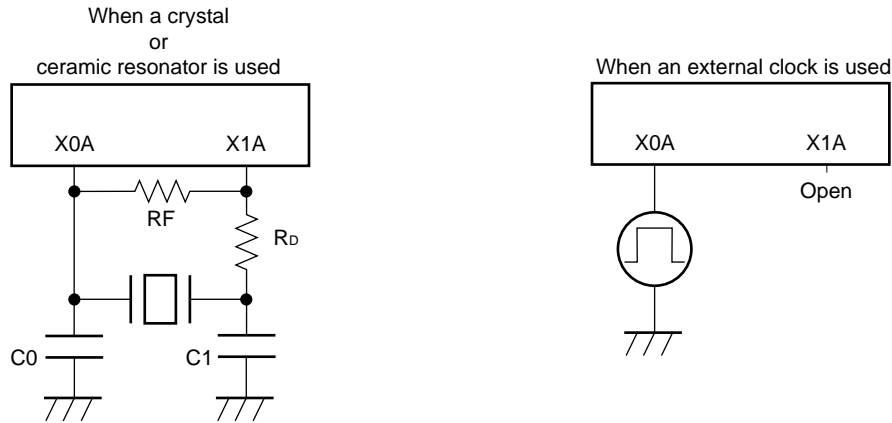 When a crystal
or
ceramic resonator is used
X0A X1A
RF
RD
C0 C1
When an external clock is used
X0A X1A
Open